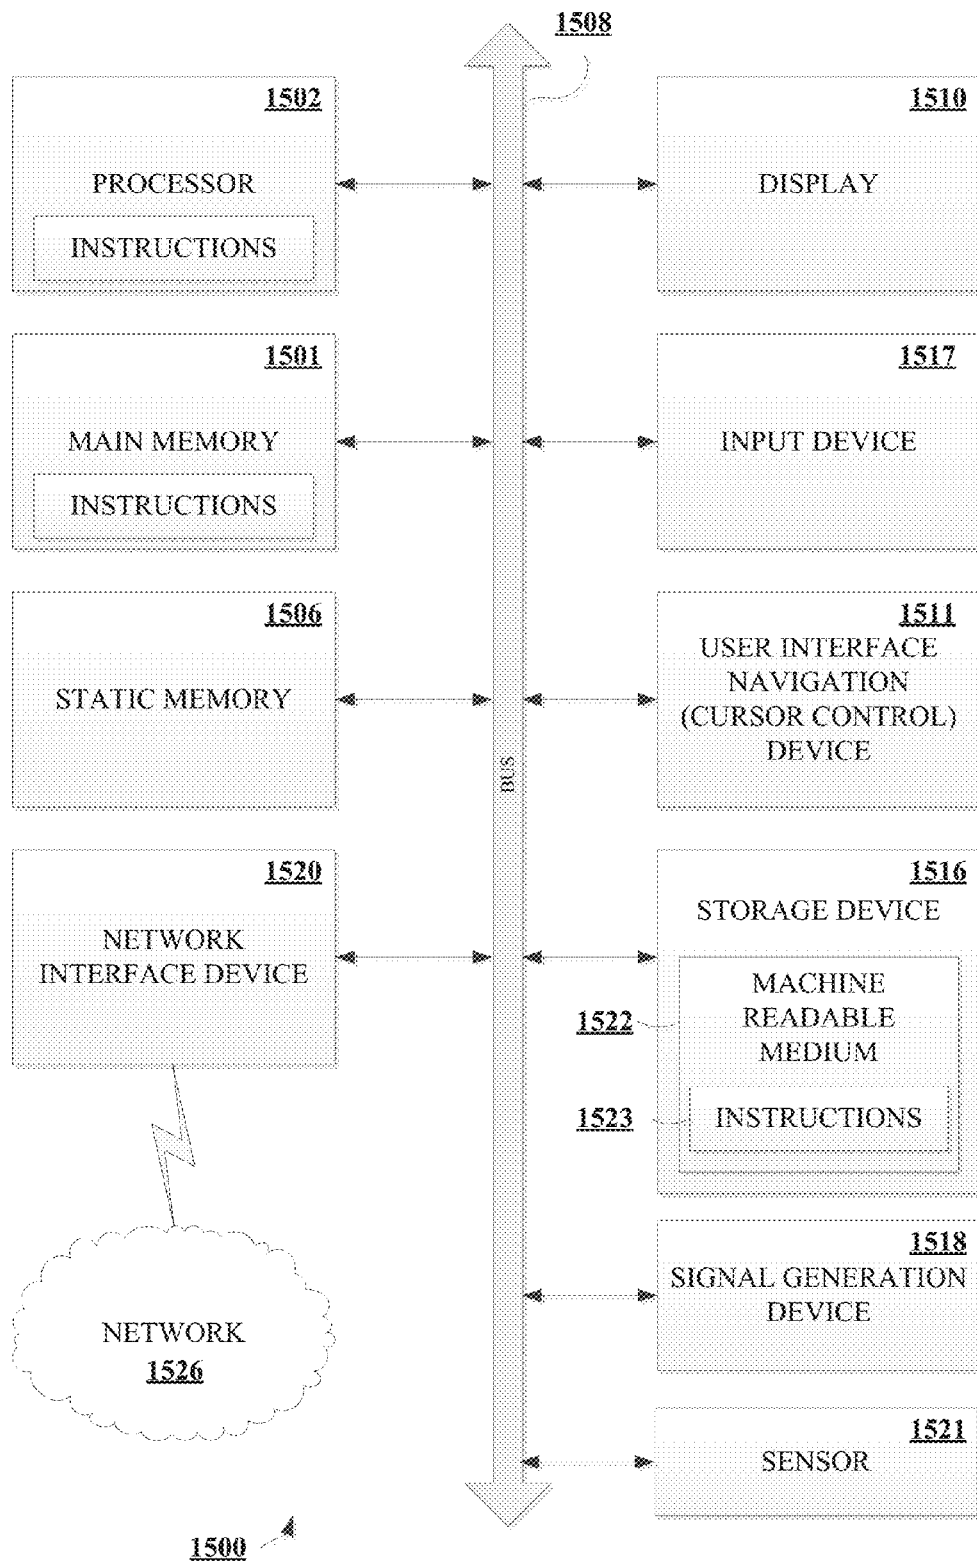 1508
1502
PROCESSOR
INSTRUCTIONS
1510
DISPLAY
1501
MAIN MEMORY
INSTRUCTIONS
1517
INPUT DEVICE
1506
STATIC MEMORY
1511
USER INTERFACE
NAVIGATION
(CURSOR CONTROL)
DEVICE
BUS
1520
NETWORK
INTERFACE DEVICE
1516
STORAGE DEVICE
MACHINE
READABLE
MEDIUM
1522
INSTRUCTIONS
1523
1518
SIGNAL GENERATION
DEVICE
NETWORK
1526
1521
SENSOR
1500